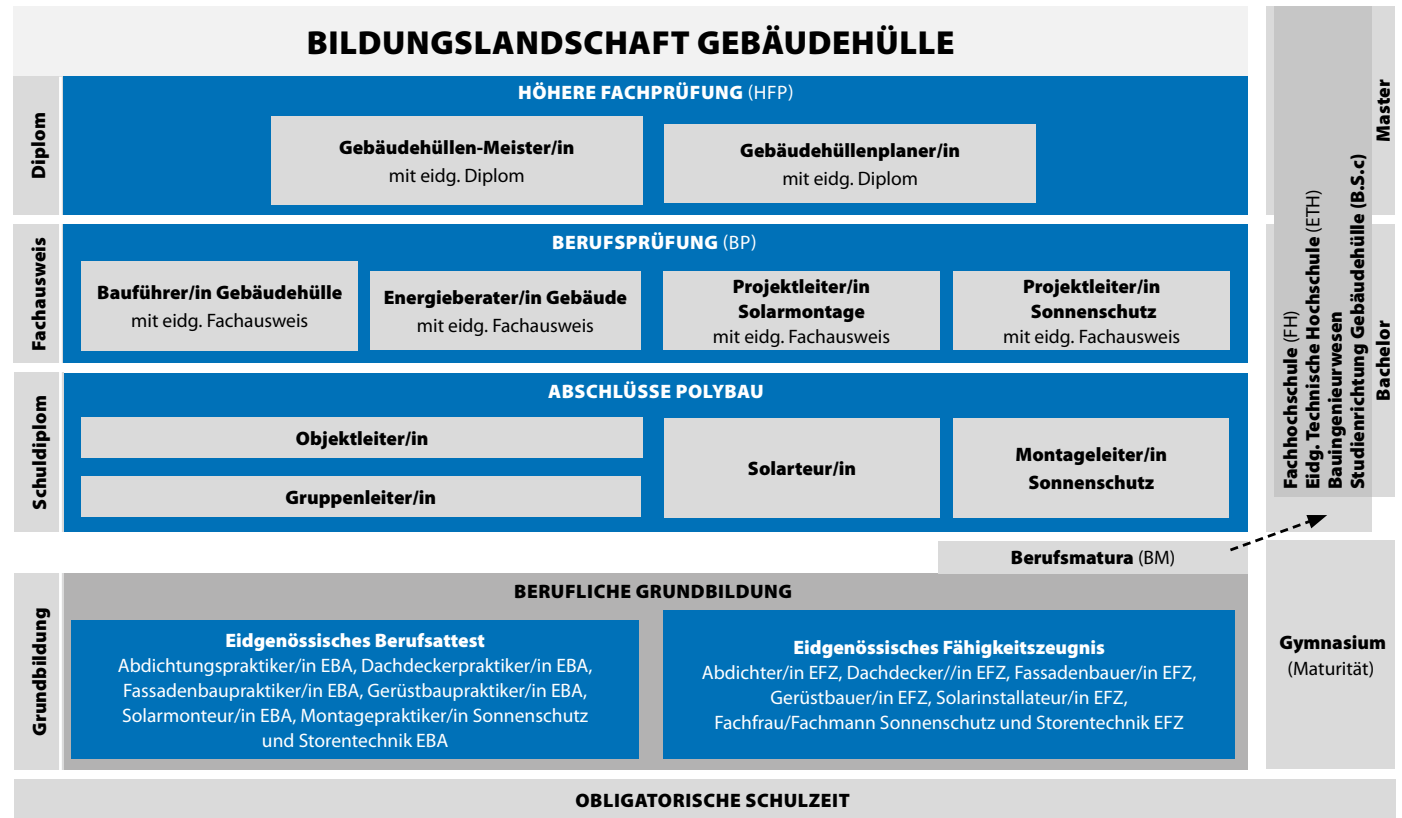 BILDUNGSLANDSCHAFT GEBÄUDEHÜLLE
Diplom
HÖHERE FACHPRÜFUNG (HFP)
Gebäudehüllen-Meister/in
mit eidg. Diplom
Gebäudehüllenplaner/in
mit eidg. Diplom
Fachausweis
BERUFSPRÜFUNG (BP)
Bauführer/in Gebäudehülle
mit eidg. Fachausweis
Energieberater/in Gebäude
mit eidg. Fachausweis
Projektleiter/in
Solarmontage
mit eidg. Fachausweis
Projektleiter/in
Sonnenschutz
mit eidg. Fachausweis
Schuldiplom
ABSCHLÜSSE POLYBAU
Objektleiter/in
Gruppenleiter/in
Solarteur/in
Montageleiter/in
Sonnenschutz
Berufsmatura (BM)
Grundbildung
BERUFLICHE GRUNDBILDUNG
Eidgenössisches Berufsattest
Abdichtungspraktiker/in EBA, Dachdeckerpraktiker/in EBA,
Fassadenbaupraktiker/in EBA, Gerüstbaupraktiker/in EBA,
Solarmonteur/in EBA, Montagepraktiker/in Sonnenschutz
und Storentechnik EBA
Eidgenössisches Fähigkeitszeugnis
Abdichter/in EFZ, Dachdecker//in EFZ, Fassadenbauer/in EFZ,
Gerüstbauer/in EFZ, Solarinstallateur/in EFZ,
Fachfrau/Fachmann Sonnenschutz und Storentechnik EFZ
Fachhochschule (FH)
Eidg. Technische Hochschule (ETH)
Bauingenieurwesen
Studienrichtung Gebäudehülle (B.S.c)
Master
Bachelor
Gymnasium
(Maturität)
OBLIGATORISCHE SCHULZEIT